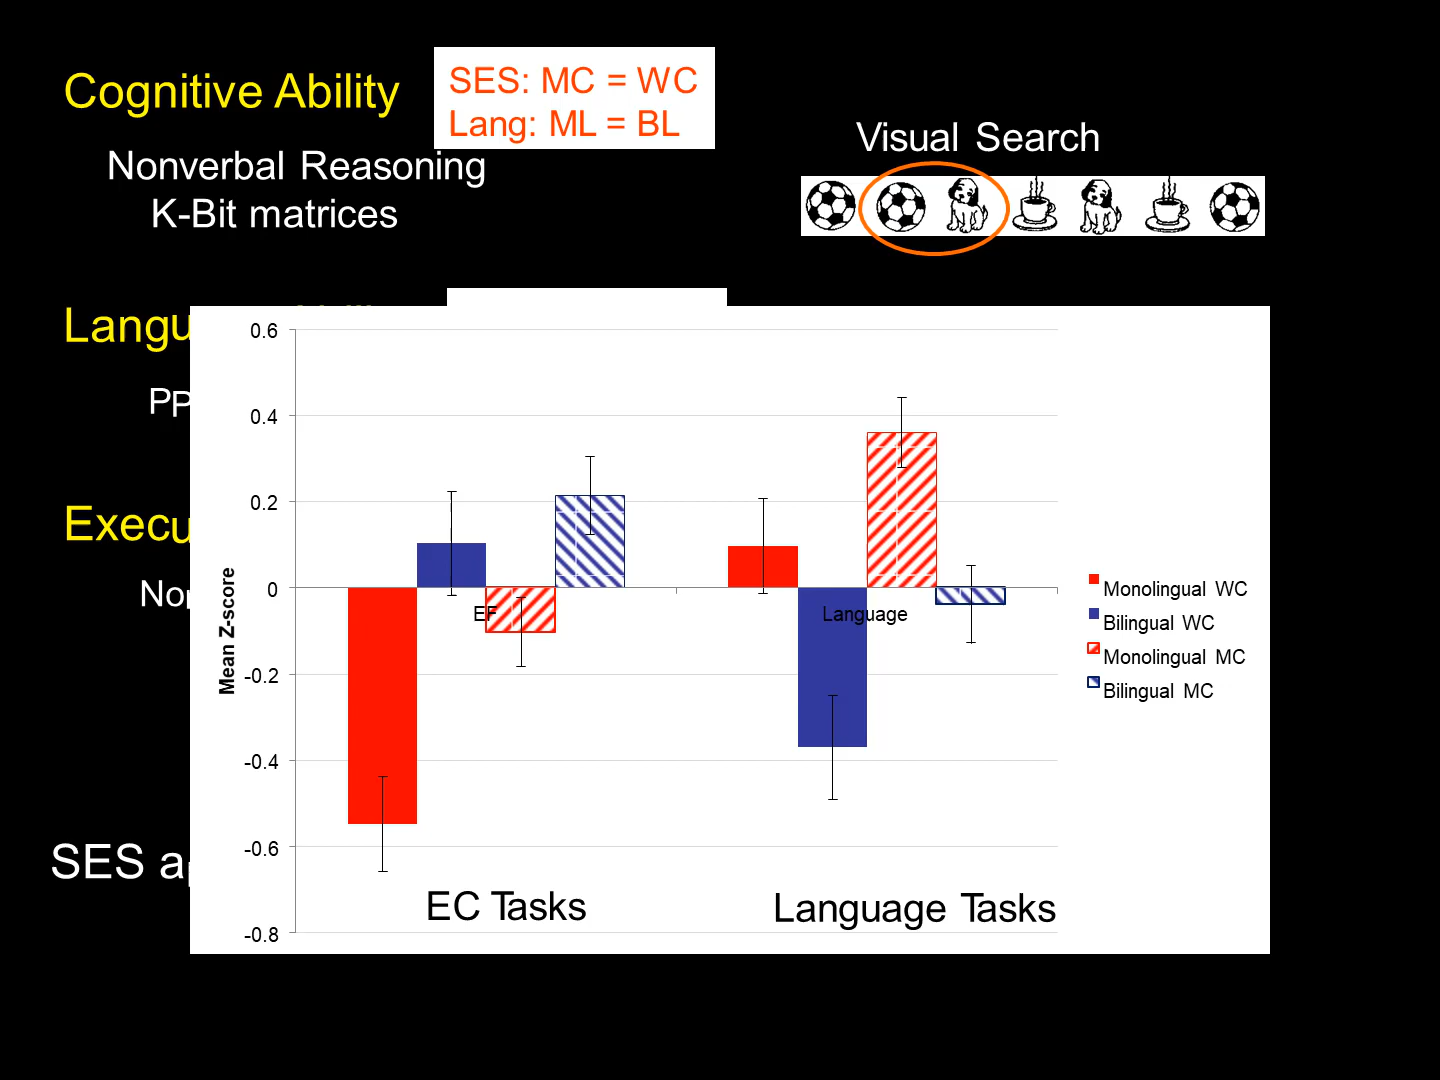 Cognitive Ability
SES: MC = WC
Lang: ML = BL
Nonverbal Reasoning
K-Bit matrices
Visual Search
0.6
0.4
0.2
0
-0.2
-0.4
-0.6
-0.8
Mean Z-score
EF
Language
EC Tasks
Language Tasks
Monolingual WC
Bilingual WC
Monolingual MC
Bilingual MC
SES